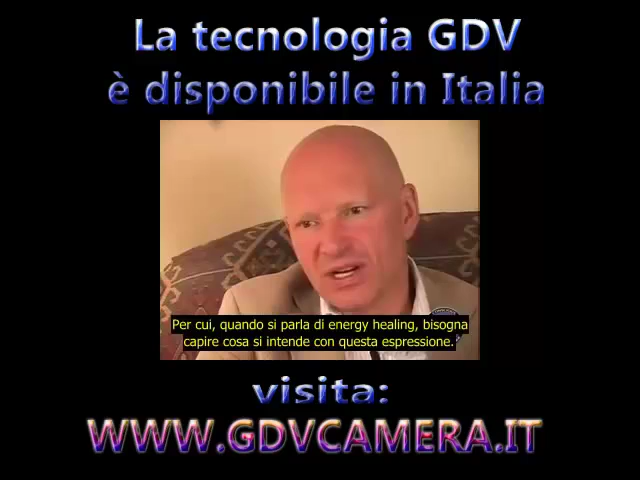 La tecnologia GDV
è disponibile in Italia
Per cui, quando si parla di energy healing, bisogna
capire cosa si intende con questa espressione.
visita:
WWW.GDVCAMERA.IT